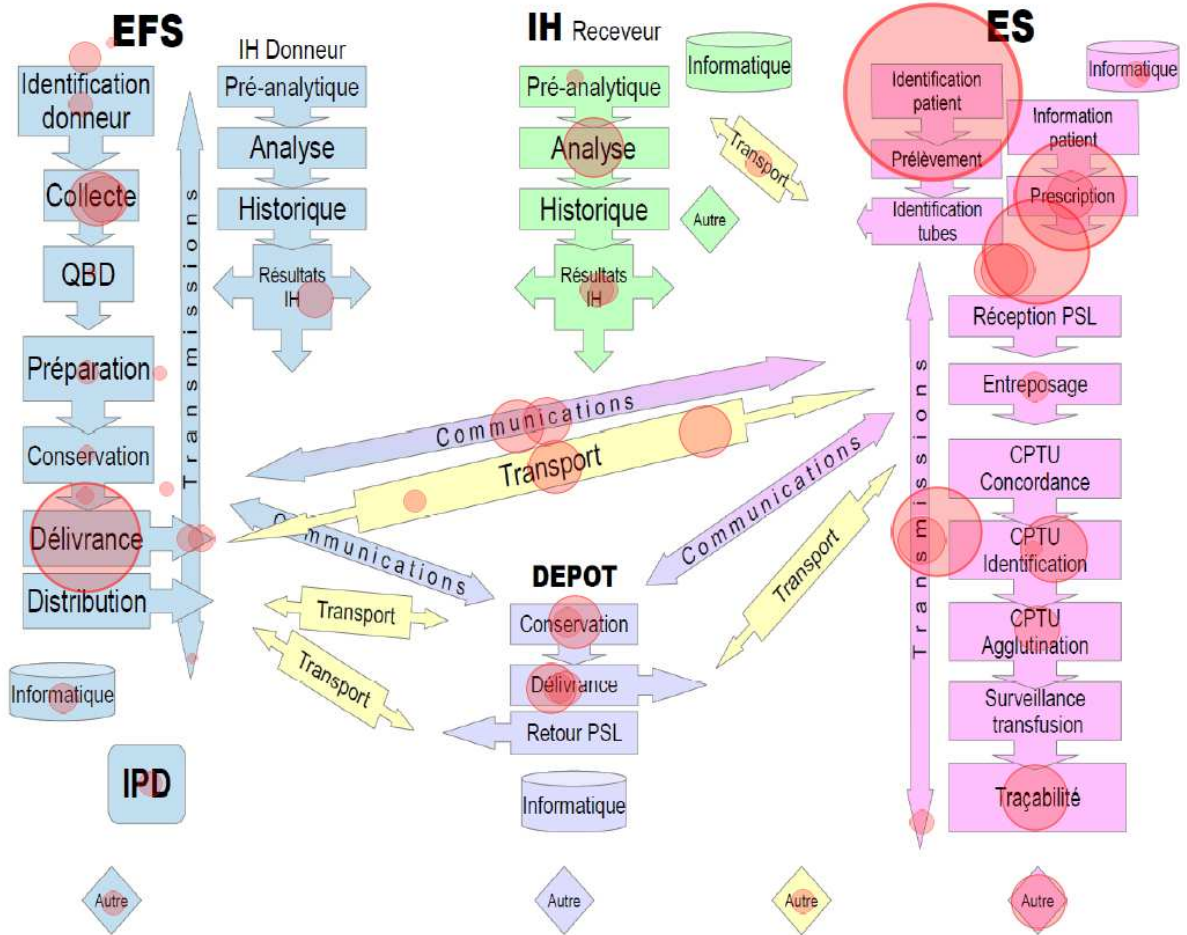 EFS
Identification
donneur
Collecte
QBD
Préparation
Conservation
Délivrance
Distribution
Informatique
IPD
Autre
Transmissions
IH Donneur
Pré-analytique
Analyse
Historique
Résultats
IH
IH Receveur
Pré-analytique
Analyse
Historique
Résultats
IH
Informatique
Transport
Autre
ES
Identification
patient
Prélèvement
Identification
tubes
Informatique
Information
patient
Prescription
Réception PSL
Entreposage
CPTU
Concordance
CPTU
Identification
CPTU
Agglutination
Surveillance
transfusion
Traçabilité
Autre
Transmissions
Communications
Transport
Communications
Communications
Transport
Transport
Transport
DEPOT
Conservation
Délivrance
Retour PSL
Informatique
Autre
Autre